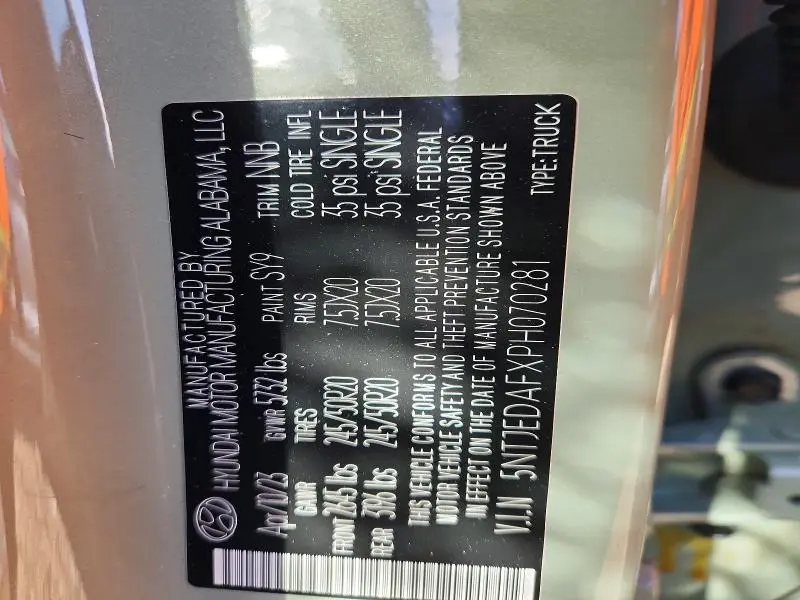 MANUFACTURED BY
HYUNDAI MOTOR MANUFACTURING ALABAMA, LLC
Apr/10/23 GVWR 5732 lbs PAINT SY9 TRIM NNB
GAWR TIRES RIMS COLD TIRE INFL
FRONT 2645 lbs 245/50R20 7.5JX20 35 psi SINGLE
REAR 3196 lbs 245/50R20 7.5JX20 35 psi SINGLE
THIS VEHICLE CONFORMS TO ALL APPLICABLE U.S.A. FEDERAL
MOTOR VEHICLE SAFETY AND THEFT PREVENTION STANDARDS
IN EFFECT ON THE DATE OF MANUFACTURE SHOWN ABOVE
V.I.N 5NTJEDAFXPH070281
TYPE:TRUCK